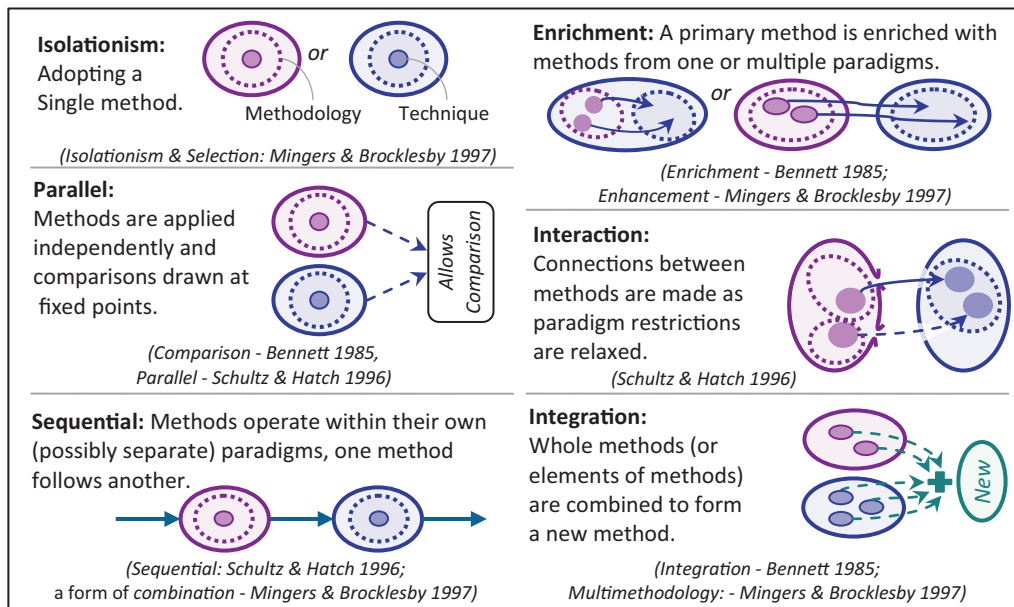 Isolationism:
Adopting a
Single method.
or
Methodology
Technique
(Isolationism & Selection: Mingers & Brocklesby 1997)
Parallel:
Methods are applied
independently and
comparisons drawn at
fixed points.
Allows
Comparison
(Comparison - Bennett 1985,
Parallel - Schultz & Hatch 1996)
Sequential: Methods operate within their own
(possibly separate) paradigms, one method
follows another.
(Sequential: Schultz & Hatch 1996;
a form of combination - Mingers & Brocklesby 1997)
Enrichment: A primary method is enriched with
methods from one or multiple paradigms.
or
(Enrichment - Bennett 1985;
Enhancement - Mingers & Brocklesby 1997)
Interaction:
Connections between
methods are made as
paradigm restrictions
are relaxed.
(Schultz & Hatch 1996)
Integration:
Whole methods (or
elements of methods)
are combined to form
a new method.
New
(Integration - Bennett 1985;
Multimethodology: - Mingers & Brocklesby 1997)